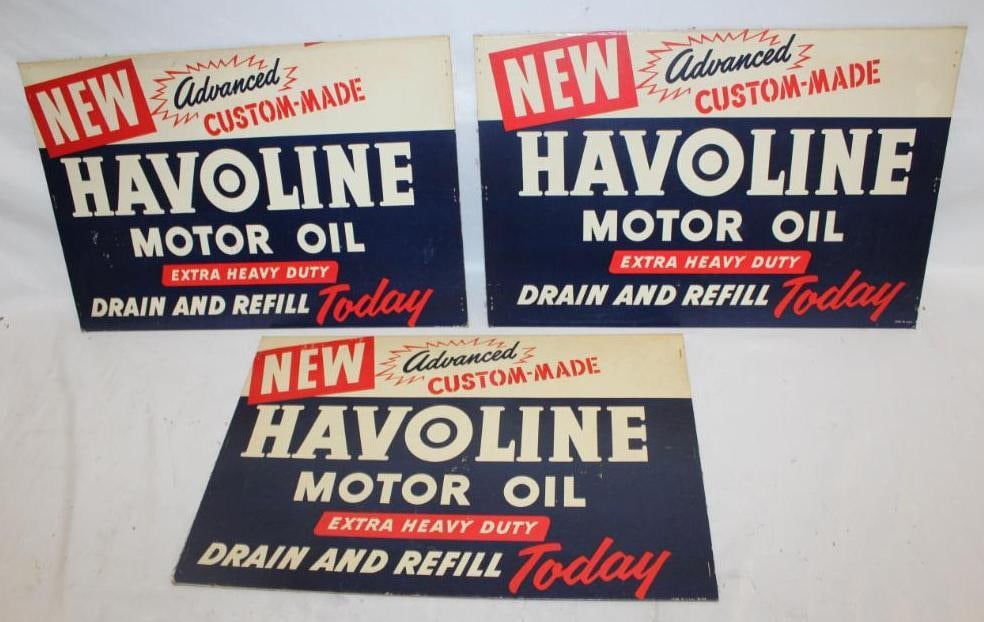 NEW Advanced
CUSTOM-MADE
HAVOLINE
MOTOR OIL
EXTRA HEAVY DUTY
DRAIN AND REFILL Today
NEW Advanced
CUSTOM-MADE
HAVOLINE
MOTOR OIL
EXTRA HEAVY DUTY
DRAIN AND REFILL Today
NEW Advanced
CUSTOM-MADE
HAVOLINE
MOTOR OIL
EXTRA HEAVY DUTY
DRAIN AND REFILL Today